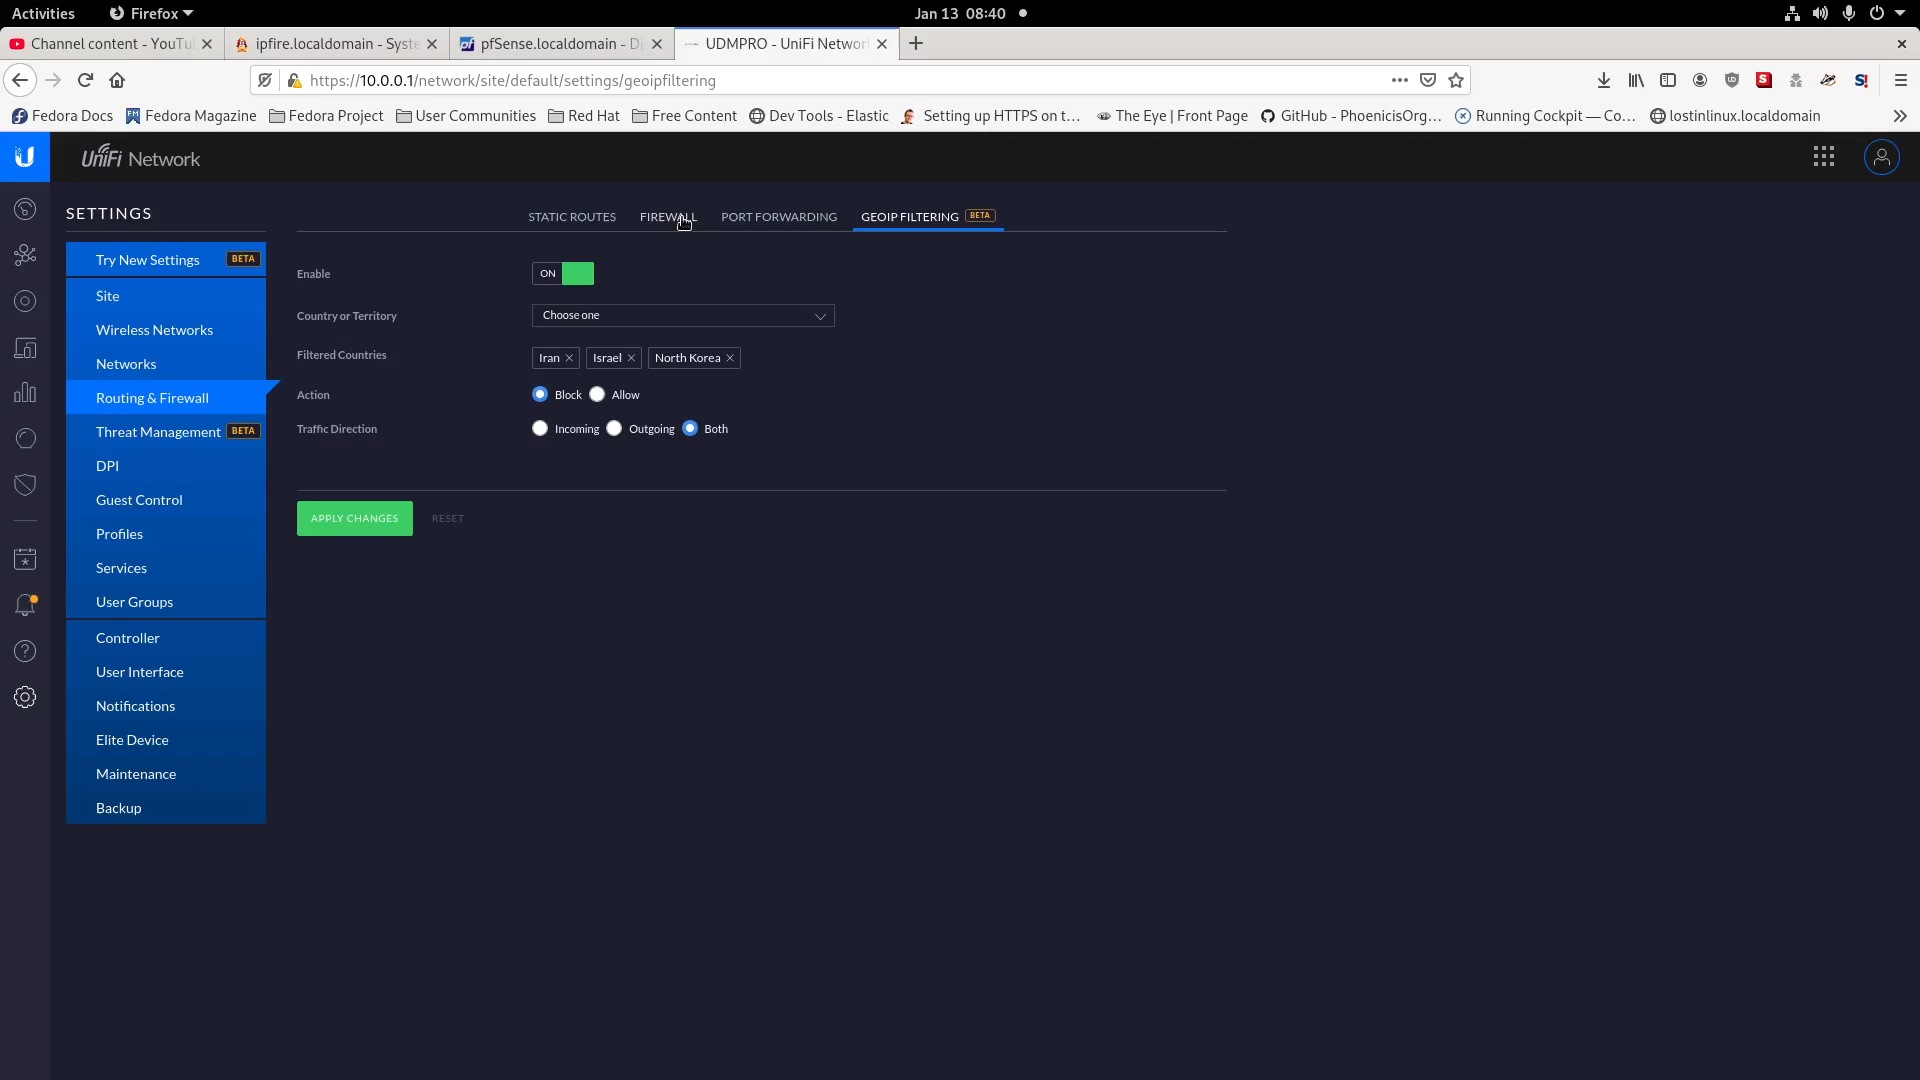 Activities
Firefox
Jan 13 08:40
Channel content - YouTu
ipfire.localdomain - Syste
pfSense.localdomain - Di
UDMPRO - UniFi Networ
https://10.0.0.1/network/site/default/settings/geoipfiltering
Fedora Docs
Fedora Magazine
Fedora Project
User Communities
Red Hat
Free Content
Dev Tools - Elastic
Setting up HTTPS on t...
The Eye | Front Page
GitHub - PhoenicisOrg...
Running Cockpit — Co...
lostinlinux.localdomain
UniFi Network
SETTINGS
Try New Settings BETA
Site
Wireless Networks
Networks
Routing & Firewall
Threat Management BETA
DPI
Guest Control
Profiles
Services
User Groups
Controller
User Interface
Notifications
Elite Device
Maintenance
Backup
STATIC ROUTES
FIREWALL
PORT FORWARDING
GEOIP FILTERING BETA
Enable
ON
Country or Territory
Choose one
Filtered Countries
Iran
Israel
North Korea
Action
Block
Allow
Traffic Direction
Incoming
Outgoing
Both
APPLY CHANGES
RESET